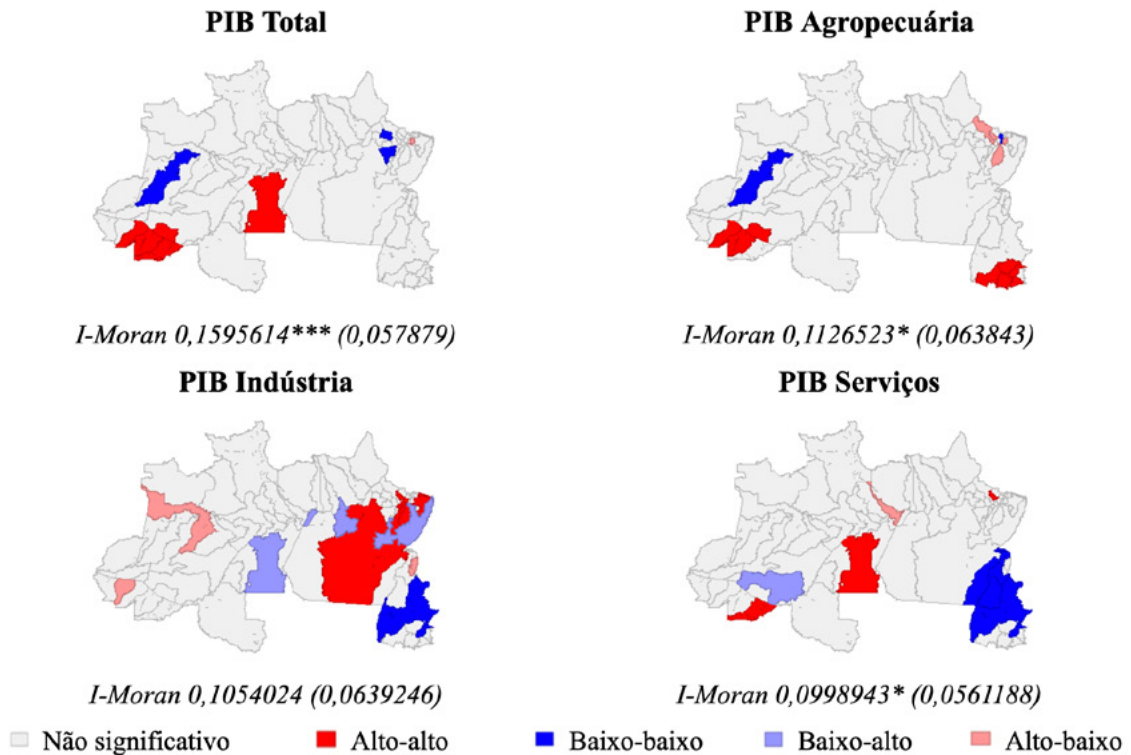 PIB Total
PIB Agropecuária
I-Moran 0,1595614*** (0,057879)
I-Moran 0,1126523* (0,063843)
PIB Indústria
PIB Serviços
I-Moran 0,1054024 (0,0639246)
I-Moran 0,0998943* (0,0561188)
Não significativo
Alto-alto
Baixo-baixo
Baixo-alto
Alto-baixo